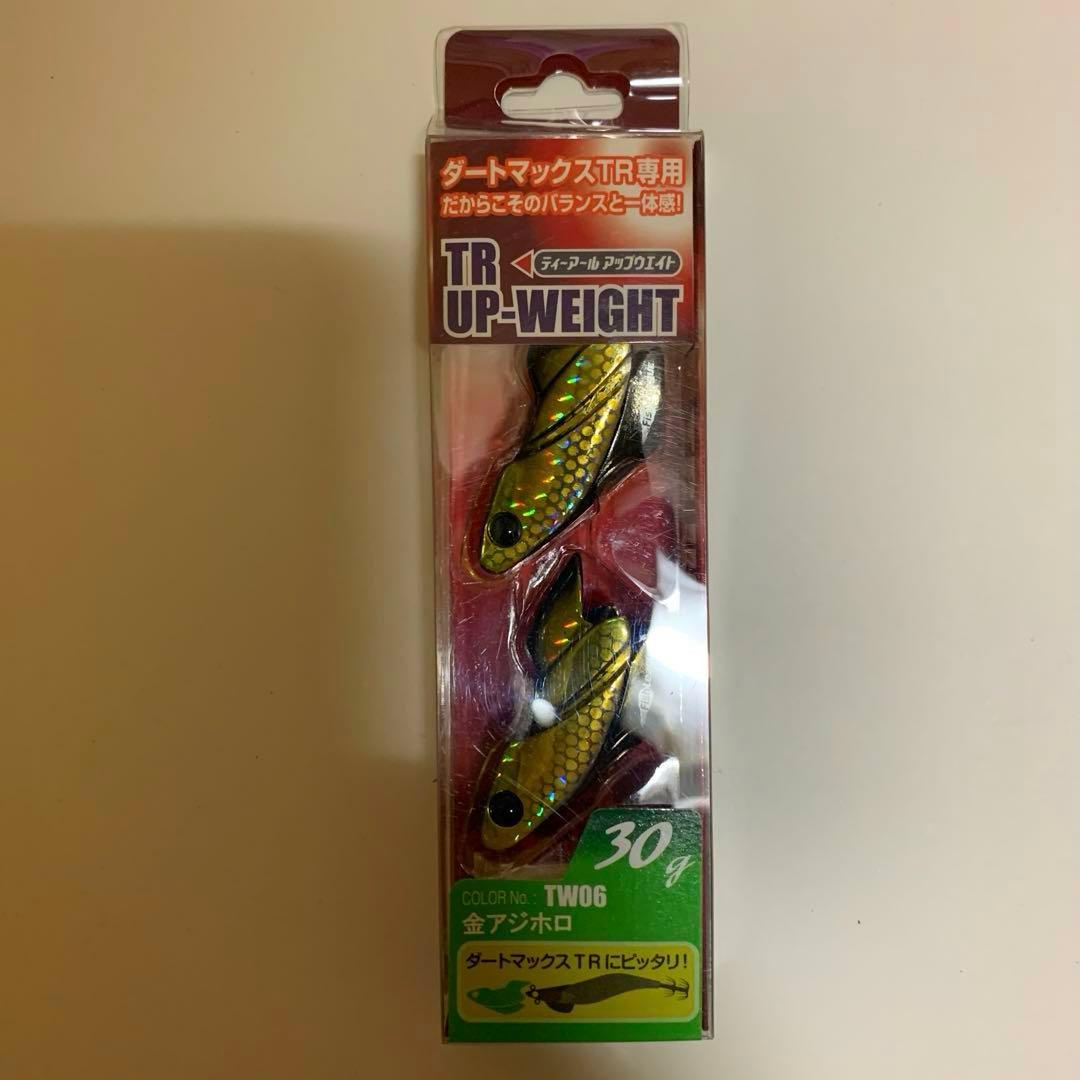 ダートマックスTR専用
だからこそのバランスと一体感!
TR
ティーアール アップウエイト
UP-WEIGHT
30g
COLOR No.: TW06
金アジホロ
ダートマックスTRにピッタリ!